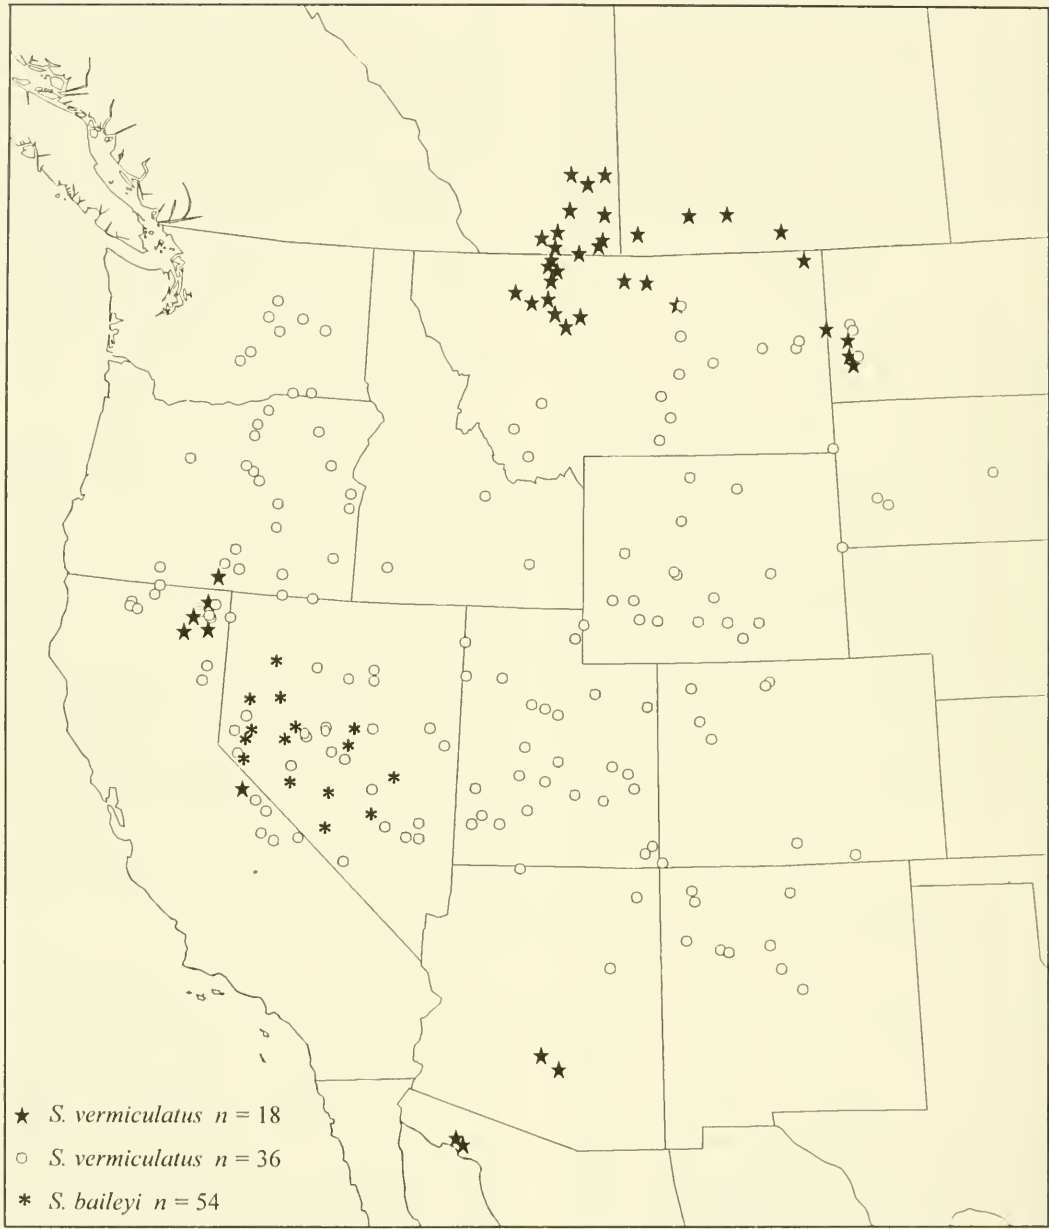 ★ S. vermiculatus n = 18
○ S. vermiculatus n = 36
* S. baileyi n = 54